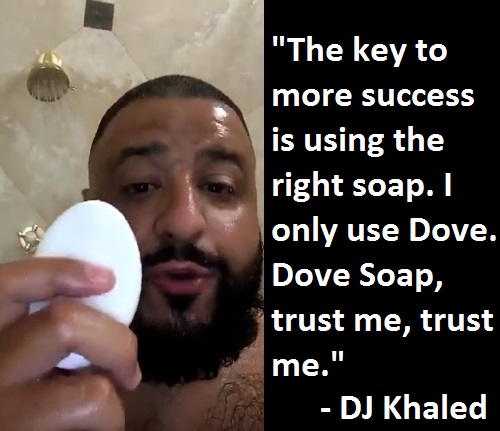 "The key to
more success
is using the
right soap. I
only use Dove.
Dove Soap,
trust me, trust
me."
- DJ Khaled